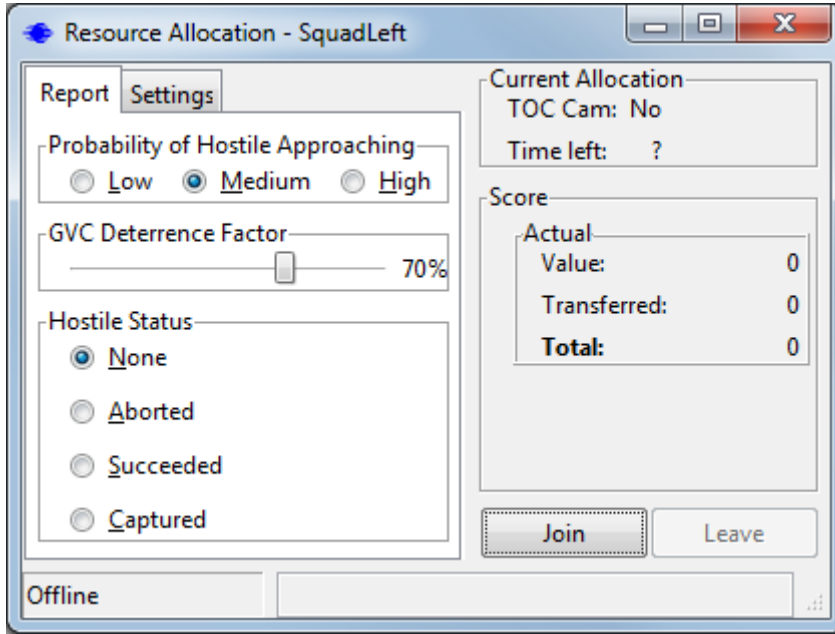 Resource Allocation - SquadLeft
Report Settings
Probability of Hostile Approaching
Low Medium High
GVC Deterrence Factor
70%
Hostile Status
None
Aborted
Succeeded
Captured
Current Allocation
TOC Cam: No
Time left: ?
Score
Actual
Value: 0
Transferred: 0
Total: 0
Join Leave
Offline